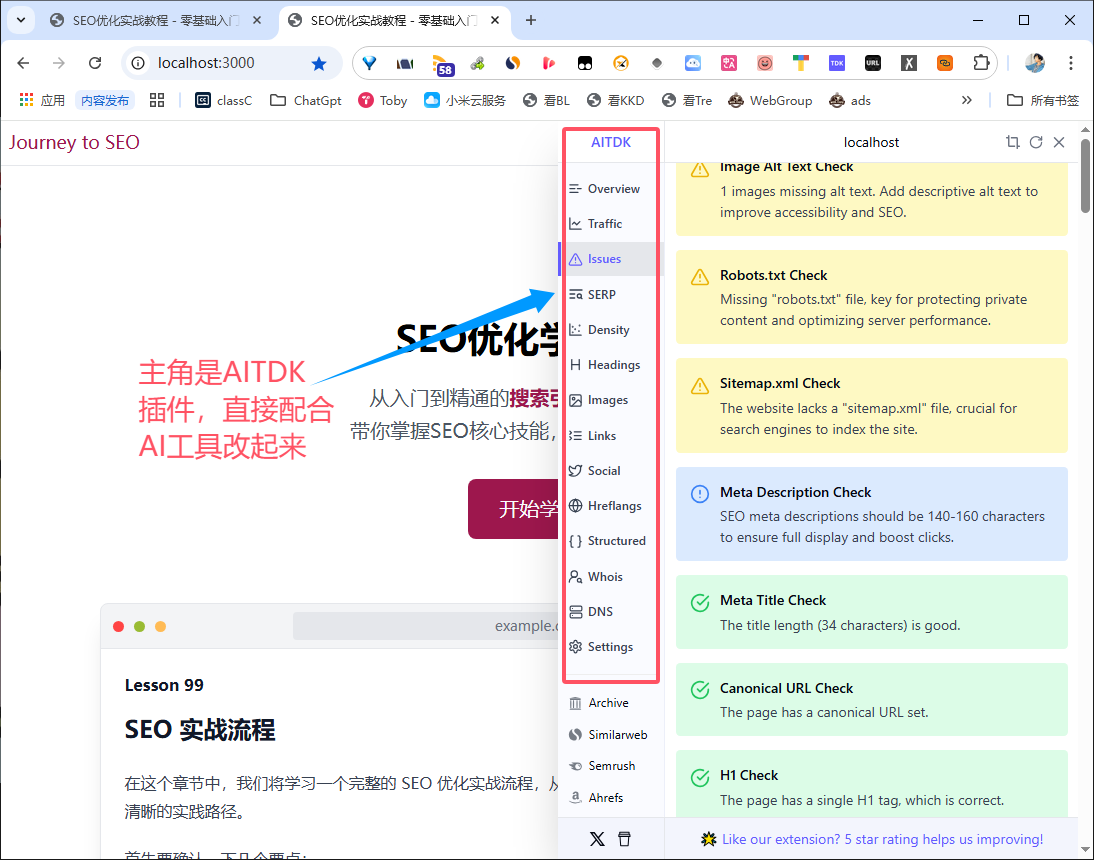 SEO优化实战教程 - 零基础入门
SEO优化实战教程 - 零基础入门
localhost:3000
58
TDK
URL
应用
内容发布
classC
ChatGpt
Toby
小米云服务
看BL
看KKD
看Tre
WebGroup
ads
所有书签
Journey to SEO
SEO优化学
从入门到精通的搜索引
带你掌握SEO核心技能，
开始学
主角是AITDK
插件，直接配合
AI工具改起来
example.c
Lesson 99
SEO 实战流程
在这个章节中，我们将学习一个完整的 SEO 优化实战流程，从
清晰的实践路径。
首先要确认，下几个要点：
AITDK
Overview
Traffic
Issues
SERP
Density
Headings
Images
Links
Social
Hreflangs
Structured
Whois
DNS
Settings
Archive
Similarweb
Semrush
Ahrefs
localhost
Image Alt Text Check
1 images missing alt text. Add descriptive alt text to
improve accessibility and SEO.
Robots.txt Check
Missing "robots.txt" file, key for protecting private
content and optimizing server performance.
Sitemap.xml Check
The website lacks a "sitemap.xml" file, crucial for
search engines to index the site.
Meta Description Check
SEO meta descriptions should be 140-160 characters
to ensure full display and boost clicks.
Meta Title Check
The title length (34 characters) is good.
Canonical URL Check
The page has a canonical URL set.
H1 Check
The page has a single H1 tag, which is correct.
Like our extension? 5 star rating helps us improving!